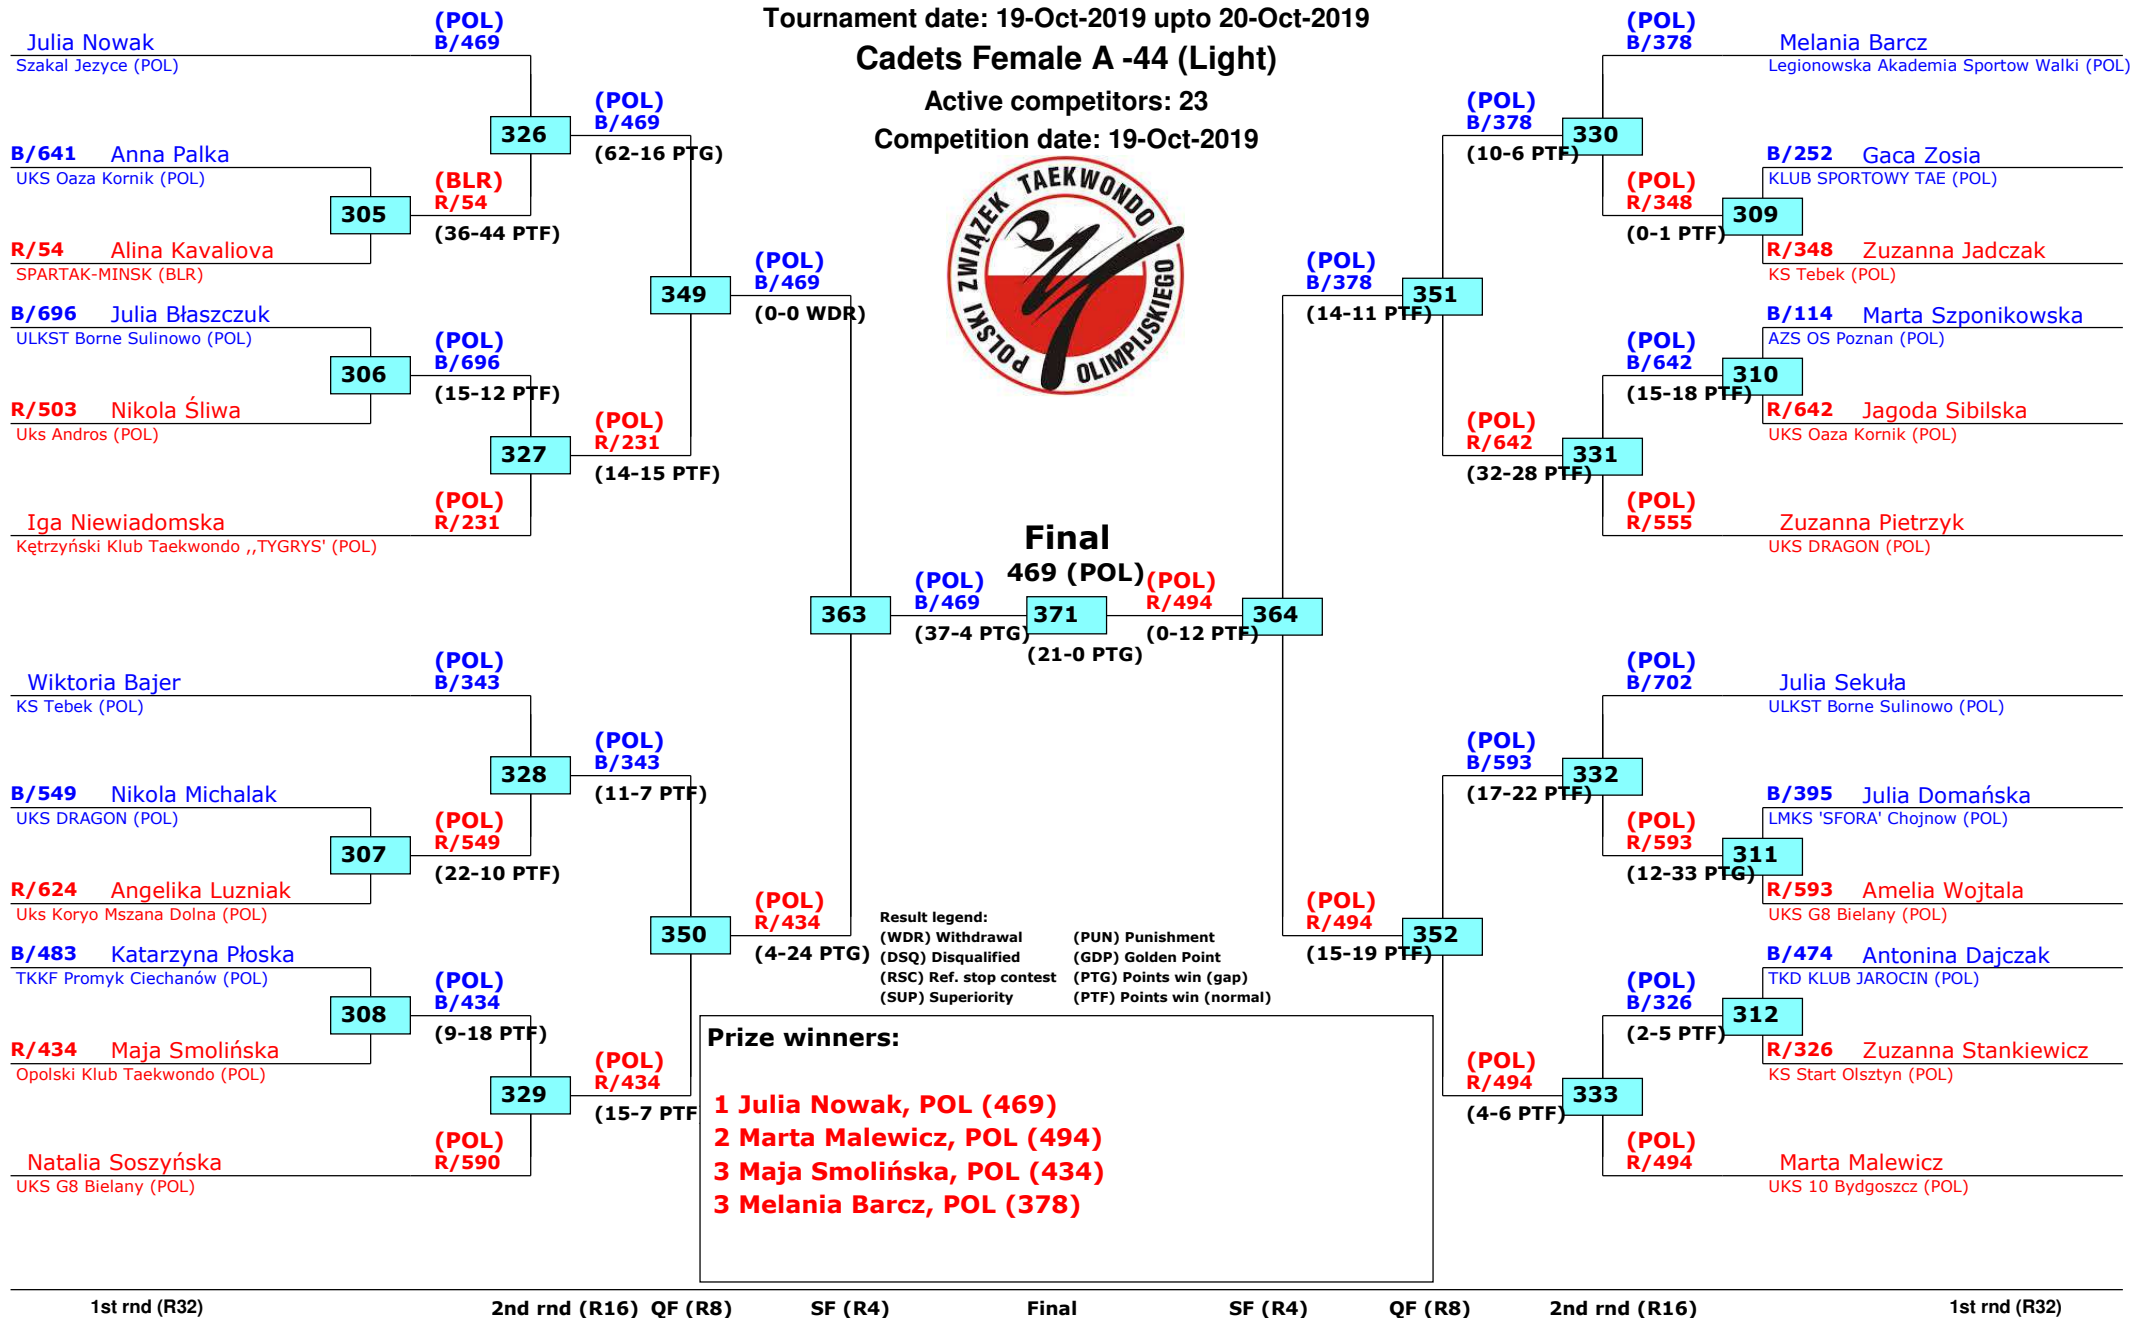 Tournament date: 19-Oct-2019 upto 20-Oct-2019
Cadets Female A -44 (Light)
Active competitors: 23
Competition date: 19-Oct-2019
POLSKI ZWIĄZEK TAEKWONDO OLIMPIJSKIEGO
(POL)
Julia Nowak B/469
Szakal Jezyce (POL)
B/641 Anna Palka
UKS Oaza Kornik (POL)
305
(BLR)
R/54
(36-44 PTF)
R/54 Alina Kavaliova
SPARTAK-MINSK (BLR)
326
(POL)
B/469
(62-16 PTG)
B/696 Julia Błaszczuk
ULKST Borne Sulinowo (POL)
306
(POL)
B/696
(15-12 PTF)
R/503 Nikola Śliwa
Uks Andros (POL)
327
(POL)
R/231
(14-15 PTF)
(POL)
Iga Niewiadomska R/231
Kętrzyński Klub Taekwondo ,,TYGRYS' (POL)
349
(POL)
B/469
(0-0 WDR)
(POL)
Wiktoria Bajer B/343
KS Tebek (POL)
328
(POL)
B/343
(11-7 PTF)
B/549 Nikola Michalak
UKS DRAGON (POL)
307
(POL)
R/549
(22-10 PTF)
R/624 Angelika Luzniak
Uks Koryo Mszana Dolna (POL)
350
(POL)
R/434
(4-24 PTG)
B/483 Katarzyna Płoska
TKKF Promyk Ciechanów (POL)
308
(POL)
B/434
(9-18 PTF)
R/434 Maja Smolińska
Opolski Klub Taekwondo (POL)
329
(POL)
R/434
(15-7 PTF
(POL)
Natalia Soszyńska R/590
UKS G8 Bielany (POL)
363
(POL)
B/469
(37-4 PTG)
Final
469 (POL)
371
(21-0 PTG)
(POL)
R/494
(0-12 PTF)
364
(POL)
B/378 Melania Barcz
Legionowska Akademia Sportow Walki (POL)
(POL)
B/378
(10-6 PTF)
330
B/252 Gaca Zosia
KLUB SPORTOWY TAE (POL)
(POL)
R/348
(0-1 PTF)
309
R/348 Zuzanna Jadczak
KS Tebek (POL)
(POL)
B/378
(14-11 PTF)
351
B/114 Marta Szponikowska
AZS OS Poznan (POL)
(POL)
B/642
(15-18 PTF)
310
R/642 Jagoda Sibilska
UKS Oaza Kornik (POL)
(POL)
R/642
(32-28 PTF)
331
(POL)
R/555 Zuzanna Pietrzyk
UKS DRAGON (POL)
(POL)
B/702 Julia Sekuła
ULKST Borne Sulinowo (POL)
(POL)
B/593
(17-22 PTF)
332
B/395 Julia Domańska
LMKS 'SFORA' Chojnow (POL)
(POL)
R/593
(12-33 PTG)
311
R/593 Amelia Wojtala
UKS G8 Bielany (POL)
(POL)
R/494
(15-19 PTF)
352
B/474 Antonina Dajczak
TKD KLUB JAROCIN (POL)
(POL)
B/326
(2-5 PTF)
312
R/326 Zuzanna Stankiewicz
KS Start Olsztyn (POL)
(POL)
R/494
(4-6 PTF)
333
(POL)
R/494 Marta Malewicz
UKS 10 Bydgoszcz (POL)
Result legend:
(WDR) Withdrawal (PUN) Punishment
(DSQ) Disqualified (GDP) Golden Point
(RSC) Ref. stop contest (PTG) Points win (gap)
(SUP) Superiority (PTF) Points win (normal)
Prize winners:
1 Julia Nowak, POL (469)
2 Marta Malewicz, POL (494)
3 Maja Smolińska, POL (434)
3 Melania Barcz, POL (378)
1st rnd (R32) 2nd rnd (R16) QF (R8) SF (R4) Final SF (R4) QF (R8) 2nd rnd (R16) 1st rnd (R32)